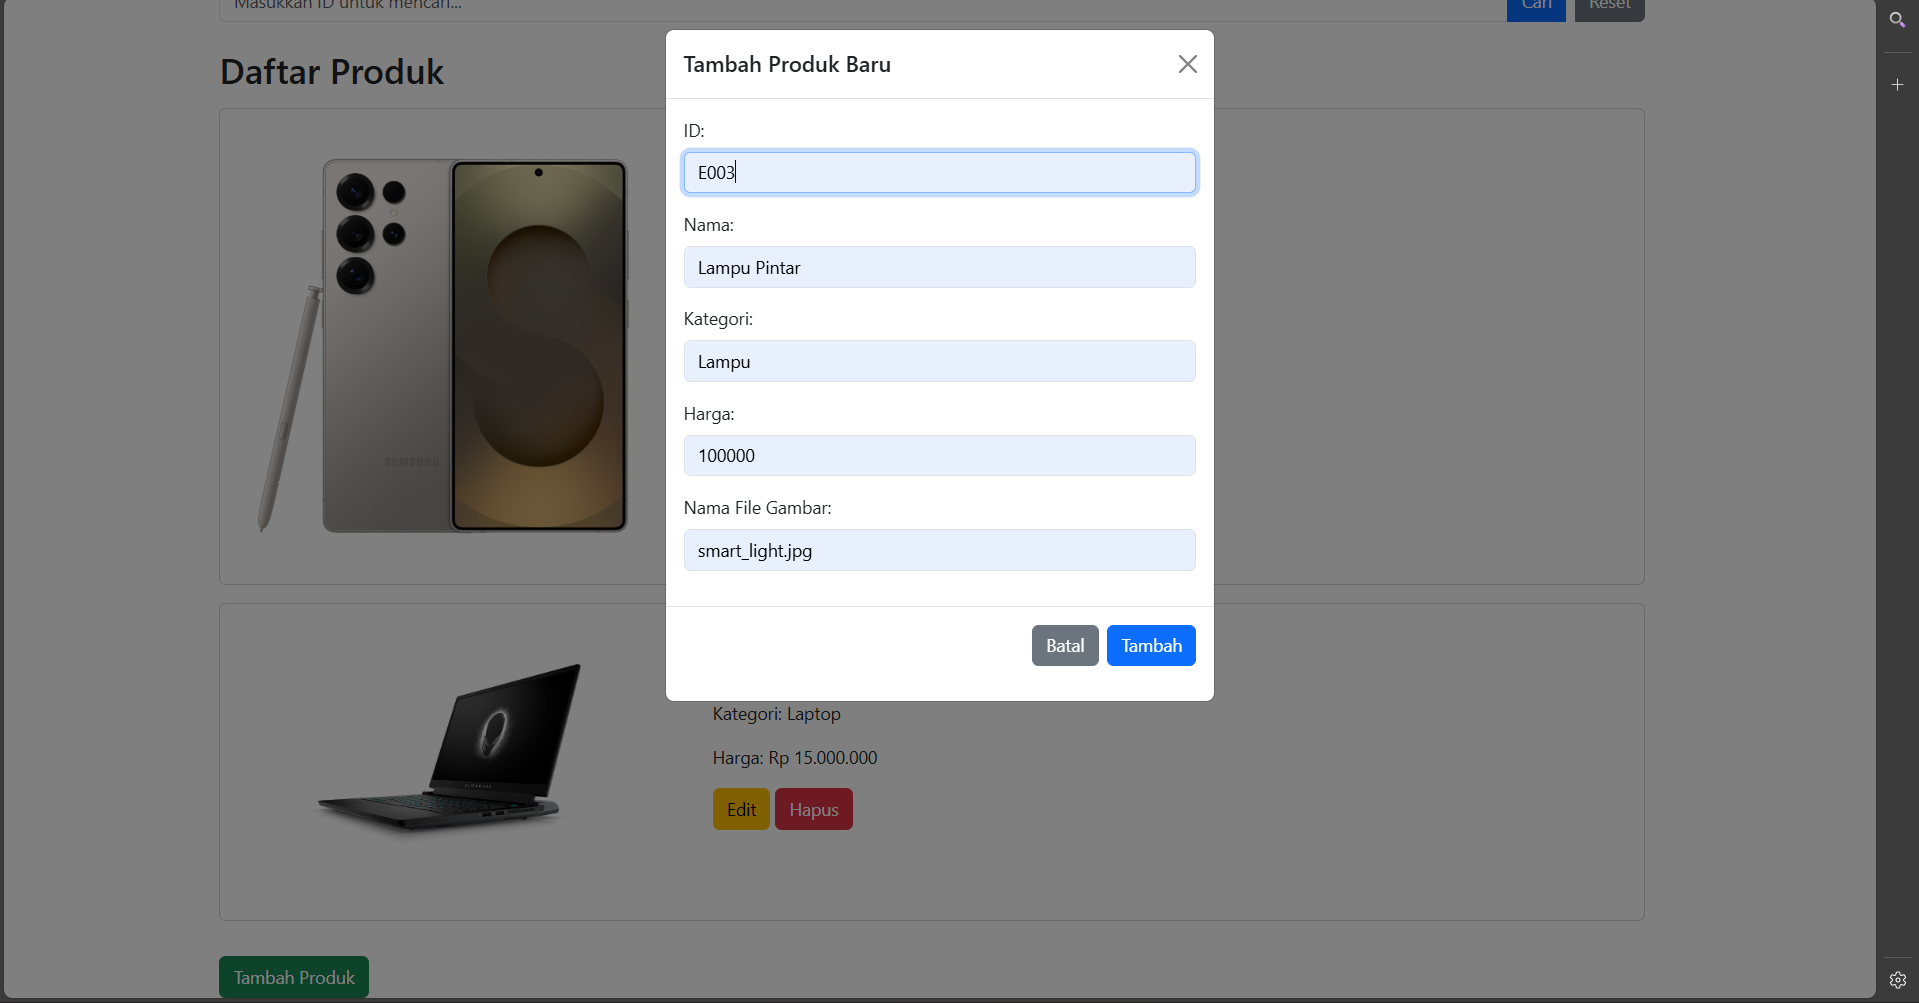 Masukkan ID untuk mencari...
Cari
Reset
Daftar Produk
Tambah Produk Baru
ID:
E003
Nama:
Lampu Pintar
Kategori:
Lampu
Harga:
100000
Nama File Gambar:
smart_light.jpg
Batal
Tambah
SAMSUNG
Kategori: Laptop
Harga: Rp 15.000.000
Edit
Hapus
ALIENWARE
Tambah Produk